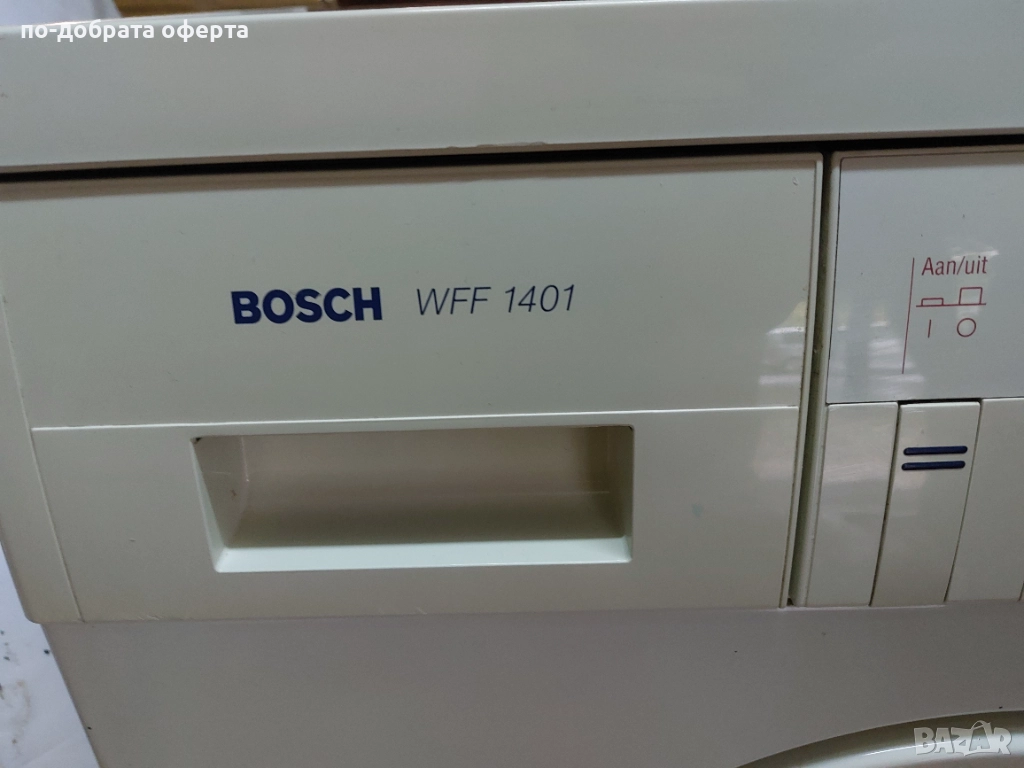 по-добрата оферта
BOSCH WFF 1401
Aan/uit
I O
BAZAR